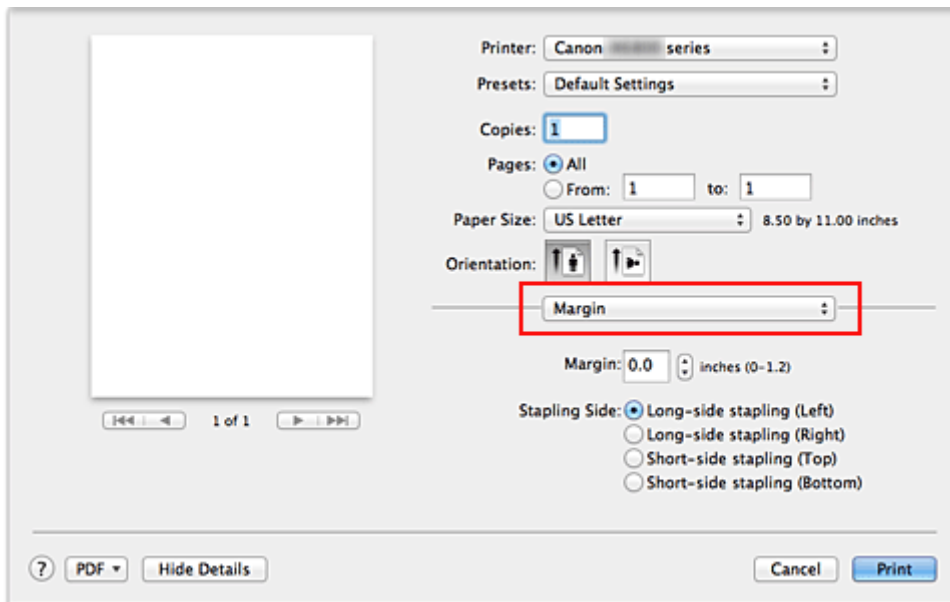 Printer: Canon series
Presets: Default Settings
Copies: 1
Pages: All
From: 1 to: 1
Paper Size: US Letter 8.50 by 11.00 inches
Orientation:
Margin
Margin: 0.0 inches (0-1.2)
1 of 1
Stapling Side: Long-side stapling (Left)
Long-side stapling (Right)
Short-side stapling (Top)
Short-side stapling (Bottom)
? PDF Hide Details Cancel Print